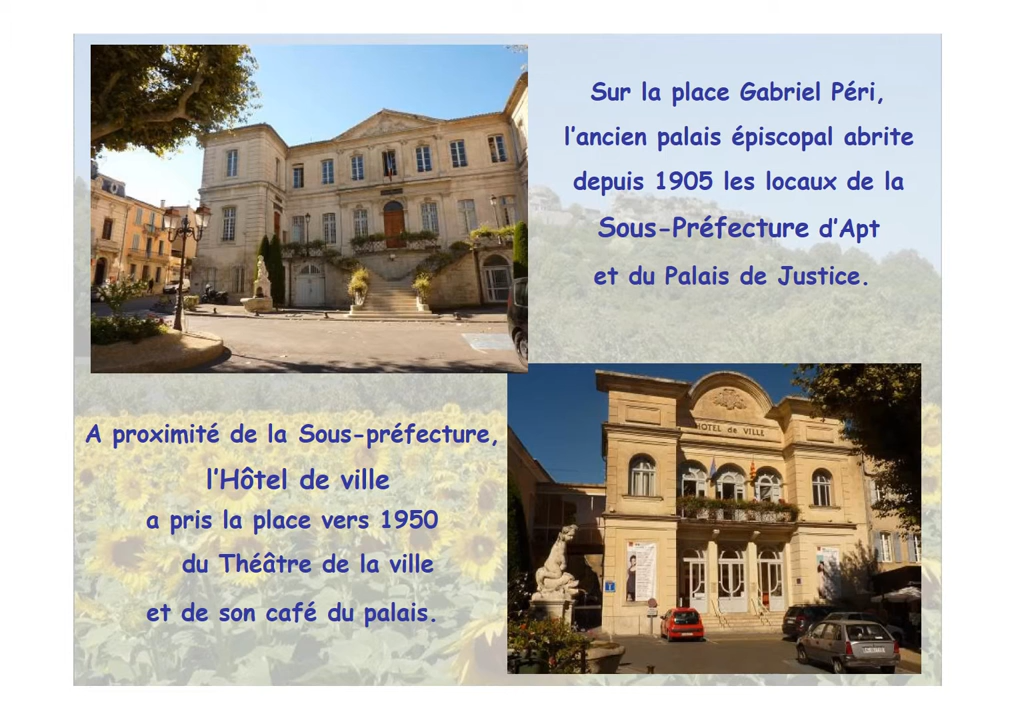 Sur la place Gabriel Péri,
l'ancien palais épiscopal abrite
depuis 1905 les locaux de la
Sous-Préfecture d'Apt
et du Palais de Justice.
HOTEL de VILLE
A proximité de la Sous-préfecture,
l'Hôtel de ville
a pris la place vers 1950
du Théâtre de la ville
et de son café du palais.